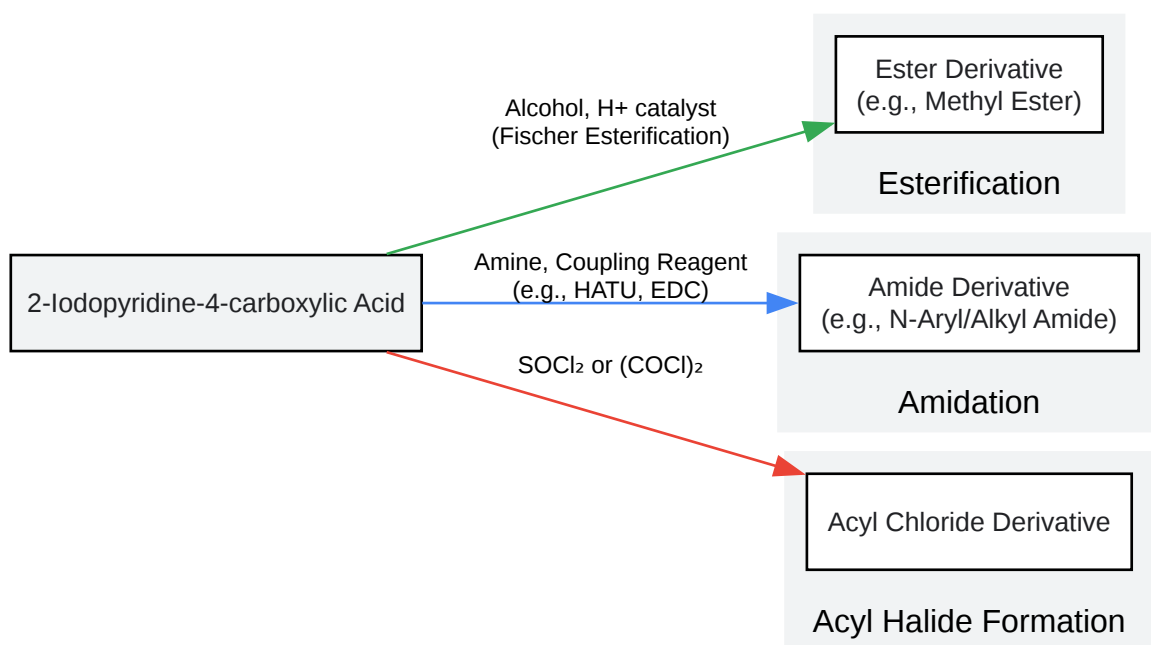 Ester Derivative
(e.g., Methyl Ester)
Alcohol, H+ catalyst
(Fischer Esterification)
Esterification
2-Iodopyridine-4-carboxylic Acid
Amine, Coupling Reagent
(e.g., HATU, EDC)
Amide Derivative
(e.g., N-Aryl/Alkyl Amide)
Amidation
SOCl₂ or (COCl)₂
Acyl Chloride Derivative
Acyl Halide Formation